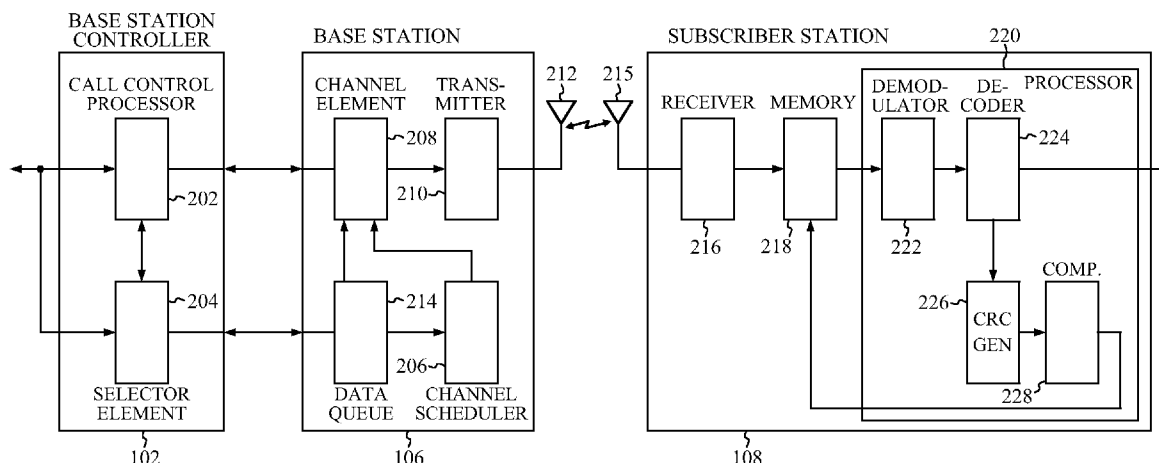 BASE STATION
CONTROLLER
CALL CONTROL
PROCESSOR
202
204
SELECTOR
ELEMENT
102
BASE STATION
CHANNEL
ELEMENT
TRANS-
MITTER
208
210
212
214
206
DATA
QUEUE
CHANNEL
SCHEDULER
106
215
SUBSCRIBER STATION
220
RECEIVER
MEMORY
DEMOD-
ULATOR
DE-
CODER
PROCESSOR
224
216
218
222
226
COMP.
CRC
GEN
228
108